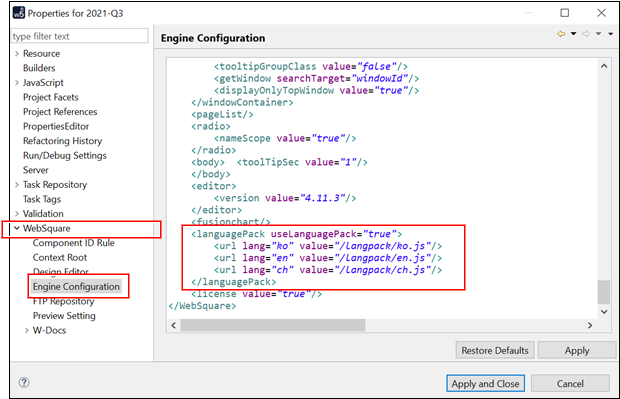 Properties for 2021-Q3
type filter text
Resource
Builders
JavaScript
Project Facets
Project References
PropertiesEditor
Refactoring History
Run/Debug Settings
Server
Task Repository
Task Tags
Validation
WebSquare
Component ID Rule
Context Root
Design Editor
Engine Configuration
FTP Repository
Preview Setting
W-Docs
Engine Configuration
<tooltipGroupClass value="false"/>
<getWindow searchTarget="windowId"/>
<displayOnlyTopWindow value="true"/>
</windowContainer>
<pageList/>
<radio>
<nameScope value="true"/>
</radio>
<body> <toolTipSec value="1"/>
</body>
<editor>
<version value="4.11.3"/>
</editor>
<fusionchart/>
<languagePack useLanguagePack="true">
<url lang="ko" value="/langpack/ko.js"/>
<url lang="en" value="/langpack/en.js"/>
<url lang="ch" value="/langpack/ch.js"/>
</languagePack>
<license value="true"/>
</WebSquare>
Restore Defaults
Apply
Apply and Close
Cancel